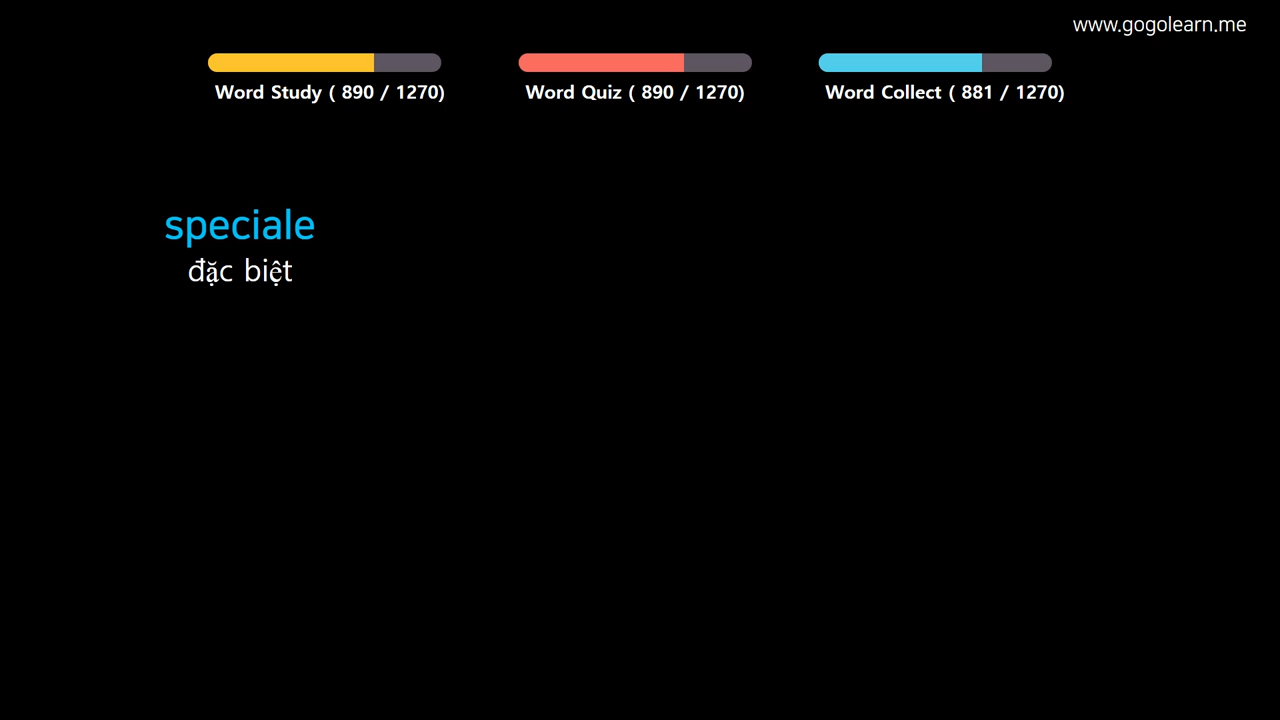 www.gogolearn.me
Word Study ( 890 / 1270)
Word Quiz ( 890 / 1270)
Word Collect ( 881 / 1270)
speciale
đặc biệt